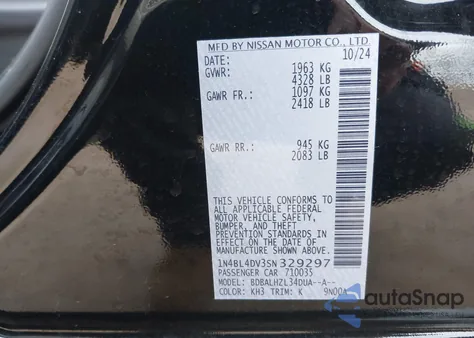 MFD BY NISSAN MOTOR CO., LTD
DATE: 10/24
GVWR: 1963 KG
4328 LB
GAWR FR.: 1097 KG
2418 LB
GAWR RR.: 945 KG
2083 LB
THIS VEHICLE CONFORMS TO
ALL APPLICABLE FEDERAL
MOTOR VEHICLE SAFETY,
BUMPER, AND THEFT
PREVENTION STANDARDS IN
EFFECT ON THE DATE OF
MANUFACTURE SHOWN ABOVE.
1N4BL4DV3SN329297
PASSENGER CAR 710035
MODEL: BDBALHZL34DUA--A--
COLOR: KH3 TRIM: K 9N00A
autoSnap